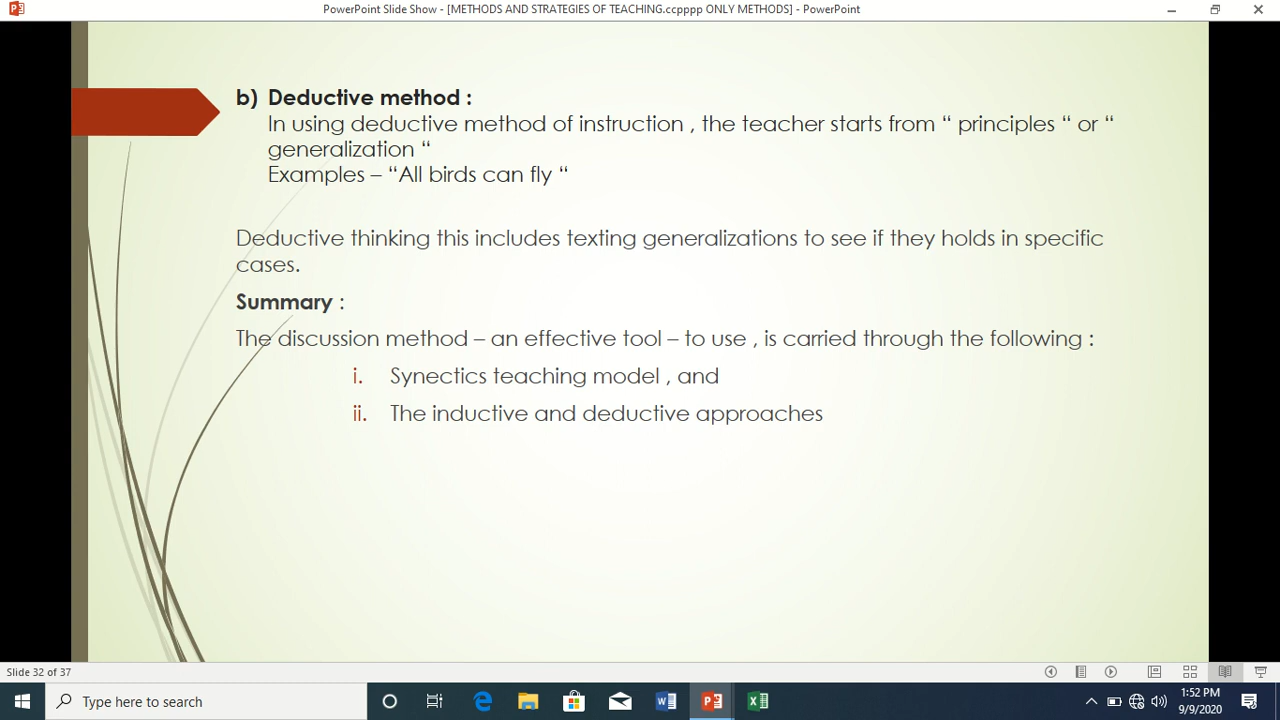 PowerPoint Slide Show - [METHODS AND STRATEGIES OF TEACHING.ccpppp ONLY METHODS] - PowerPoint
b) Deductive method :
In using deductive method of instruction , the teacher starts from “ principles “ or “
generalization “
Examples – “All birds can fly “
Deductive thinking this includes texting generalizations to see if they holds in specific
cases.
Summary :
The discussion method – an effective tool – to use , is carried through the following :
i. Synectics teaching model , and
ii. The inductive and deductive approaches
Slide 32 of 37
Type here to search
1:52 PM
9/9/2020